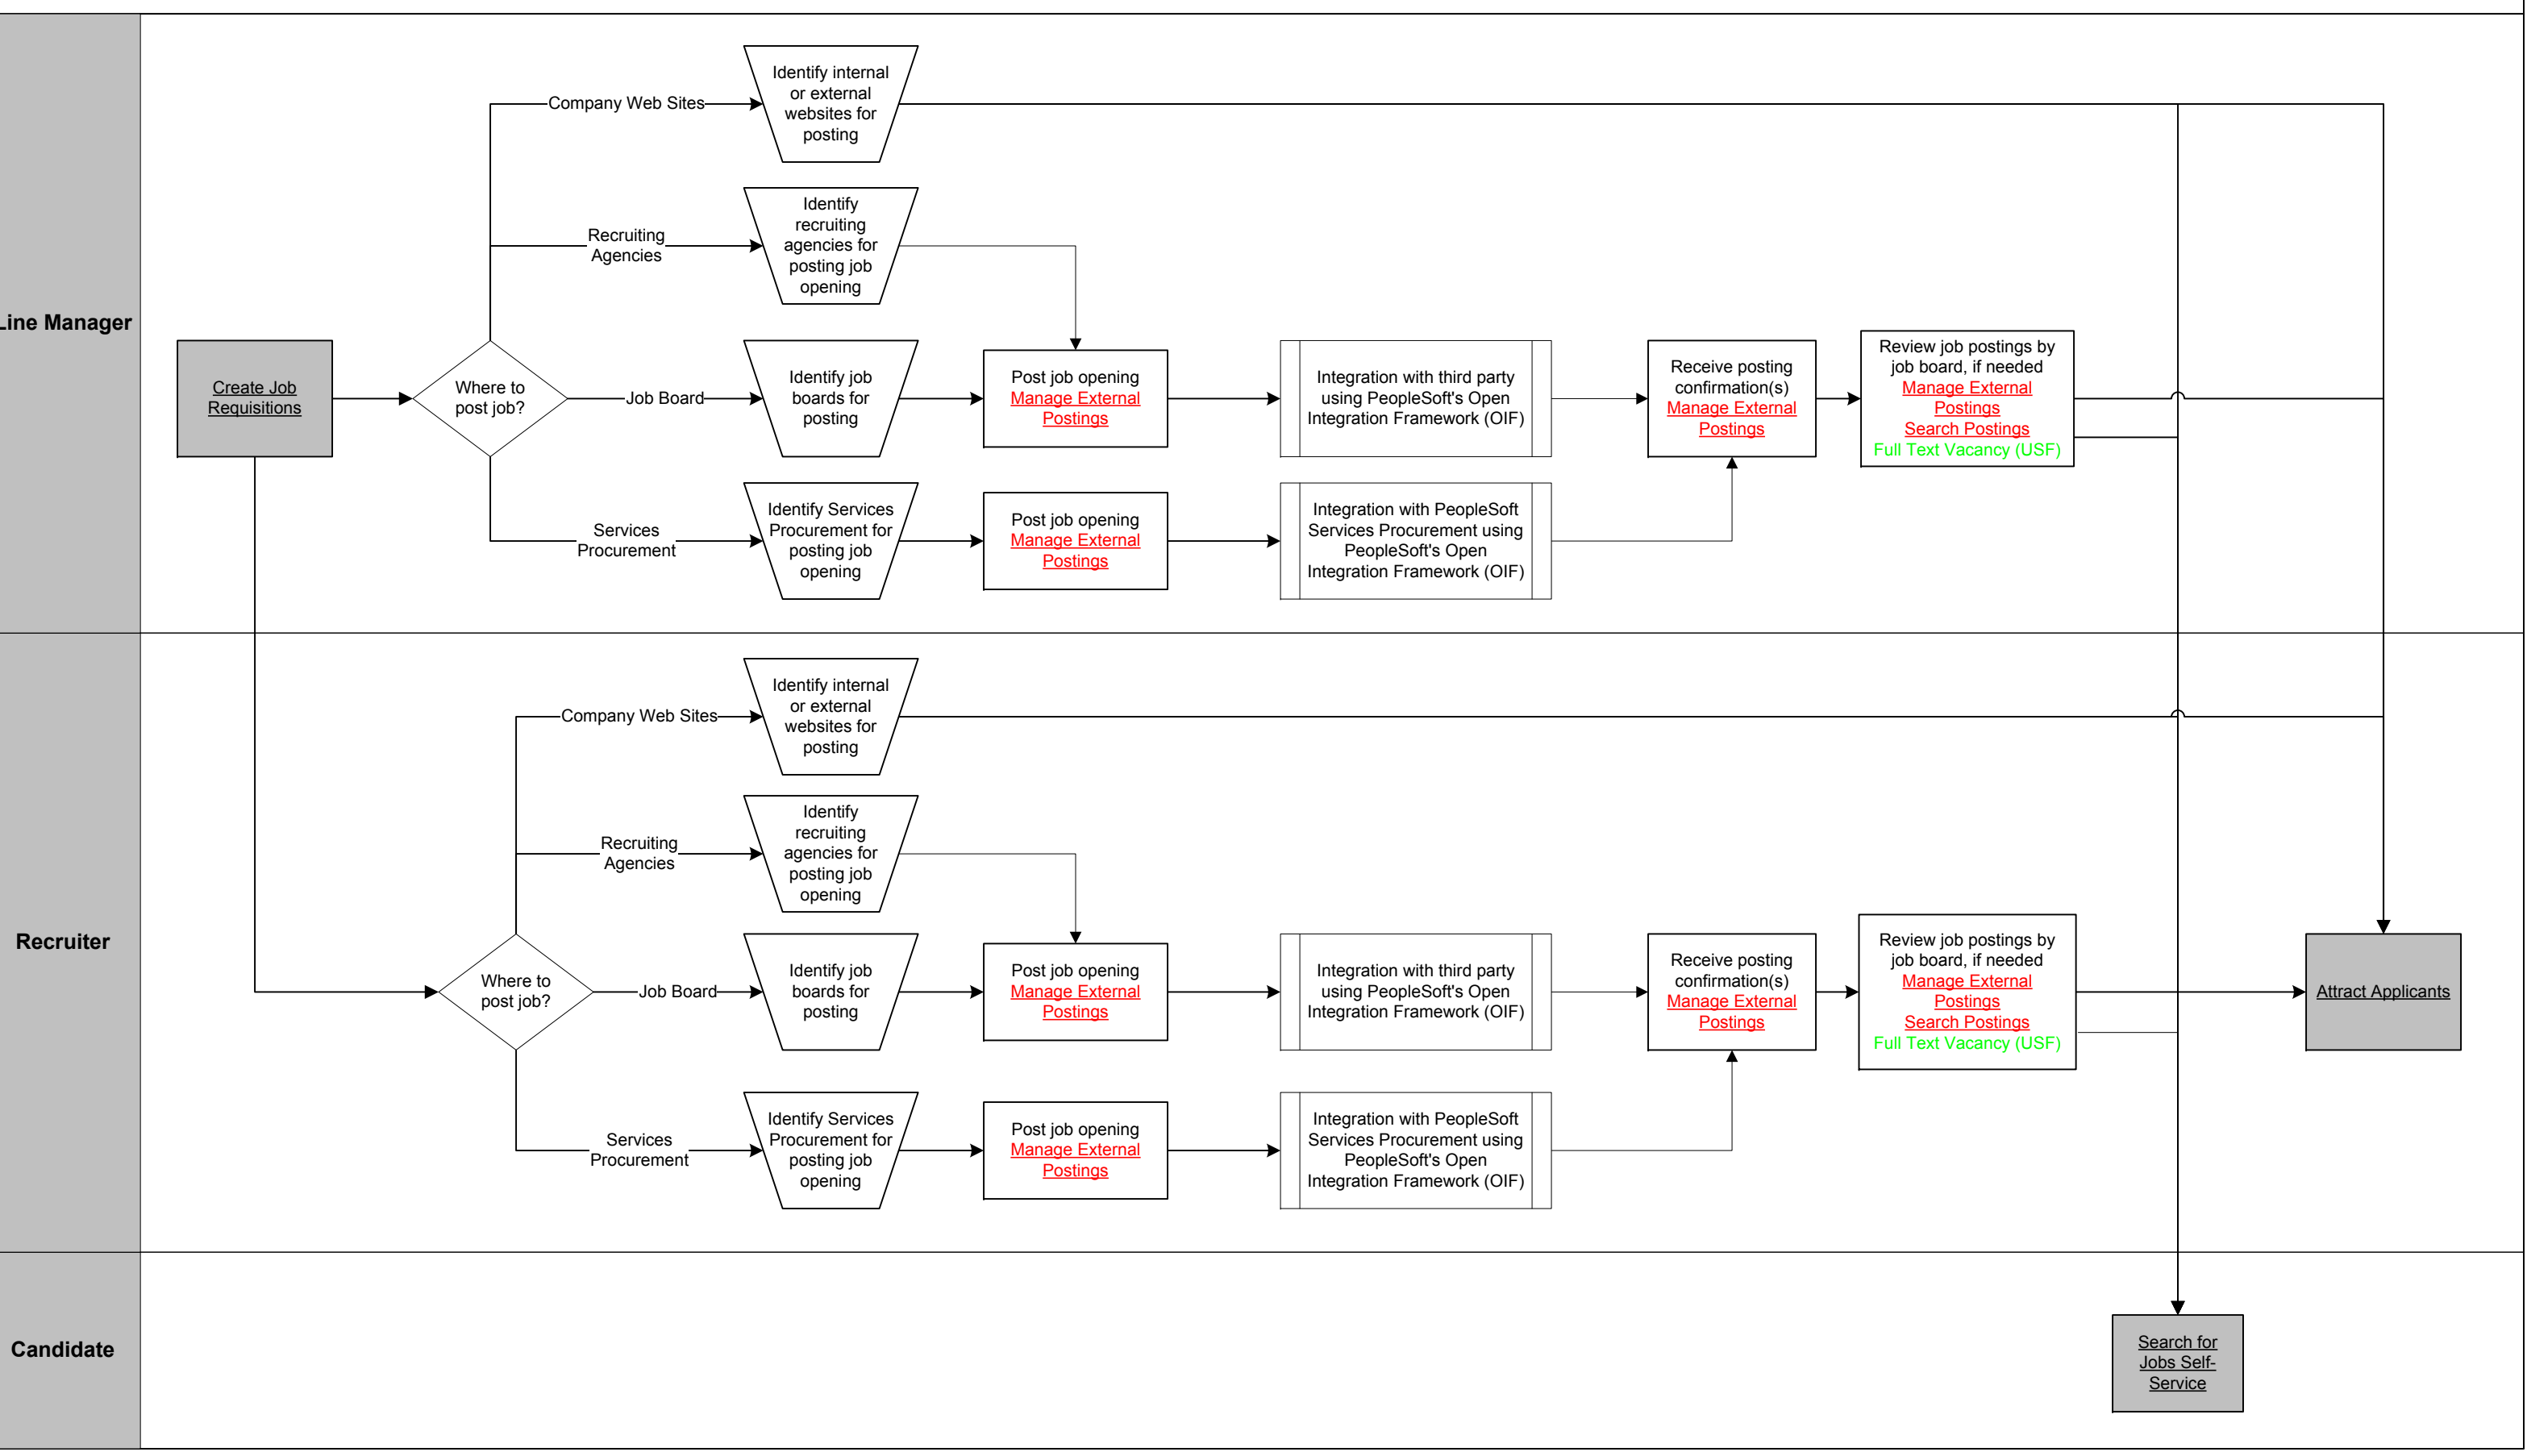 Line Manager
Create Job
Requisitions
Where to
post job?
Company Web Sites
Identify internal
or external
websites for
posting
Recruiting
Agencies
Identify
recruiting
agencies for
posting job
opening
Job Board
Identify job
boards for
posting
Post job opening
Manage External
Postings
Integration with third party
using PeopleSoft's Open
Integration Framework (OIF)
Receive posting
confirmation(s)
Manage External
Postings
Review job postings by
job board, if needed
Manage External
Postings
Search Postings
Full Text Vacancy (USF)
Services
Procurement
Identify Services
Procurement for
posting job
opening
Post job opening
Manage External
Postings
Integration with PeopleSoft
Services Procurement using
PeopleSoft's Open
Integration Framework (OIF)
Recruiter
Where to
post job?
Company Web Sites
Identify internal
or external
websites for
posting
Recruiting
Agencies
Identify
recruiting
agencies for
posting job
opening
Job Board
Identify job
boards for
posting
Post job opening
Manage External
Postings
Integration with third party
using PeopleSoft's Open
Integration Framework (OIF)
Receive posting
confirmation(s)
Manage External
Postings
Review job postings by
job board, if needed
Manage External
Postings
Search Postings
Full Text Vacancy (USF)
Attract Applicants
Services
Procurement
Identify Services
Procurement for
posting job
opening
Post job opening
Manage External
Postings
Integration with PeopleSoft
Services Procurement using
PeopleSoft's Open
Integration Framework (OIF)
Candidate
Search for
Jobs Self-
Service